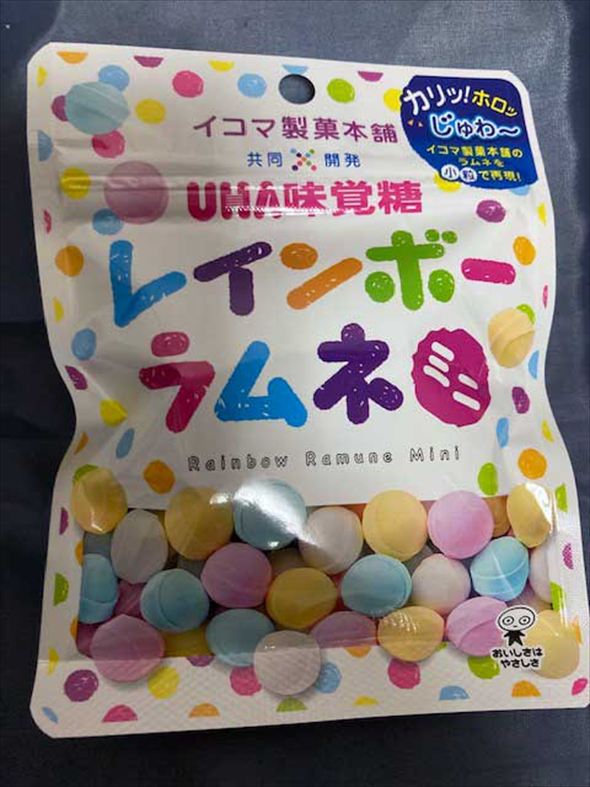 イコマ製菓本舗
共同 開発
UHA味覚糖
カリッ!ホロッ
じゅわ〜
イコマ製菓本舗の
ラムネを
小粒で再現!
レインボー
ラムネミニ
Rainbow Ramune Mini
おいしさは
やさしさ